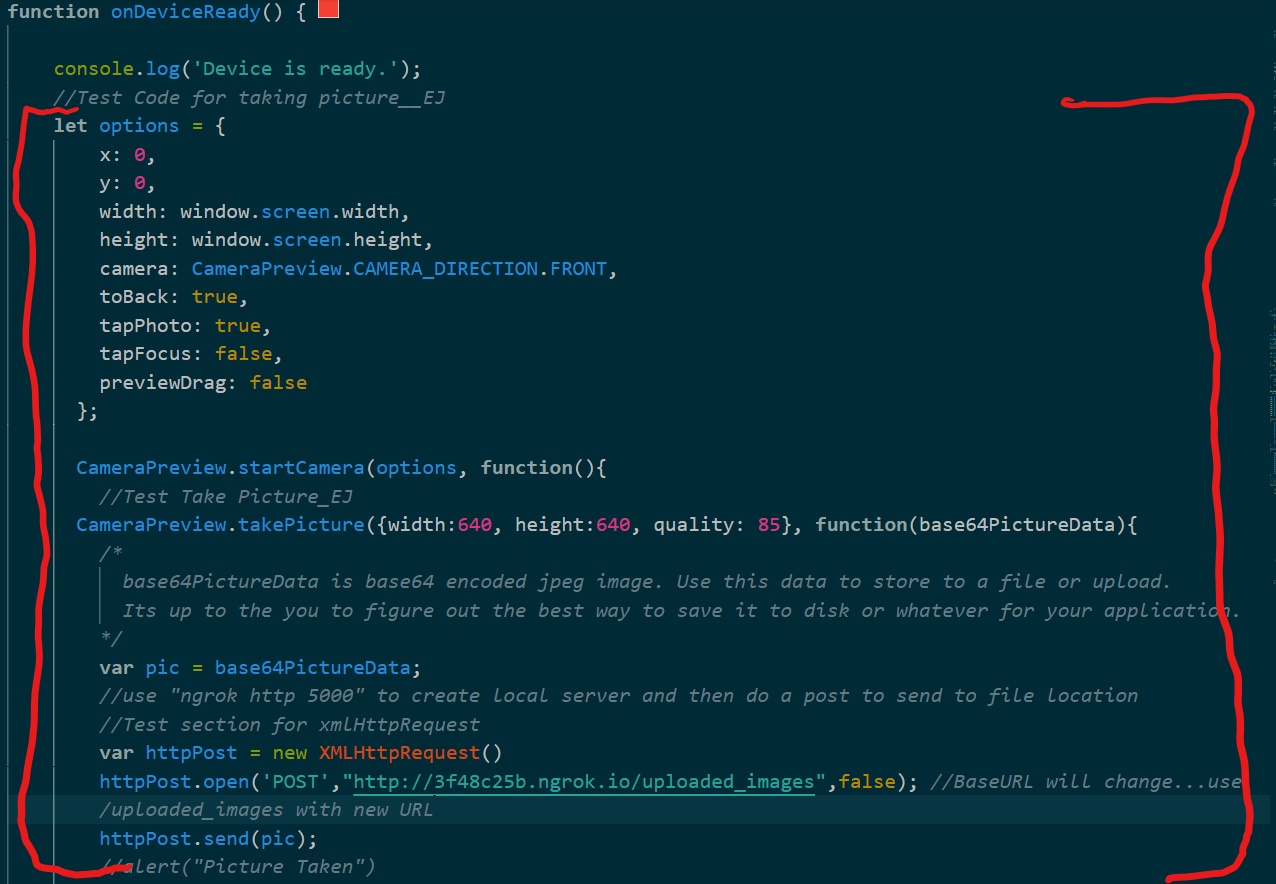 function onDeviceReady() {
console.log('Device is ready.');
//Test Code for taking picture__EJ
let options = {
x: 0,
y: 0,
width: window.screen.width,
height: window.screen.height,
camera: CameraPreview.CAMERA_DIRECTION.FRONT,
toBack: true,
tapPhoto: true,
tapFocus: false,
previewDrag: false
};
CameraPreview.startCamera(options, function(){
//Test Take Picture_EJ
CameraPreview.takePicture({width:640, height:640, quality: 85}, function(base64PictureData){
/*
base64PictureData is base64 encoded jpeg image. Use this data to store to a file or upload.
Its up to the you to figure out the best way to save it to disk or whatever for your application.
*/
var pic = base64PictureData;
//use "ngrok http 5000" to create local server and then do a post to send to file location
//Test section for xmlHttpRequest
var httpPost = new XMLHttpRequest()
httpPost.open('POST',"http://3f48c25b.ngrok.io/uploaded_images",false); //BaseURL will change...use
/uploaded_images with new URL
httpPost.send(pic);
//alert("Picture Taken")